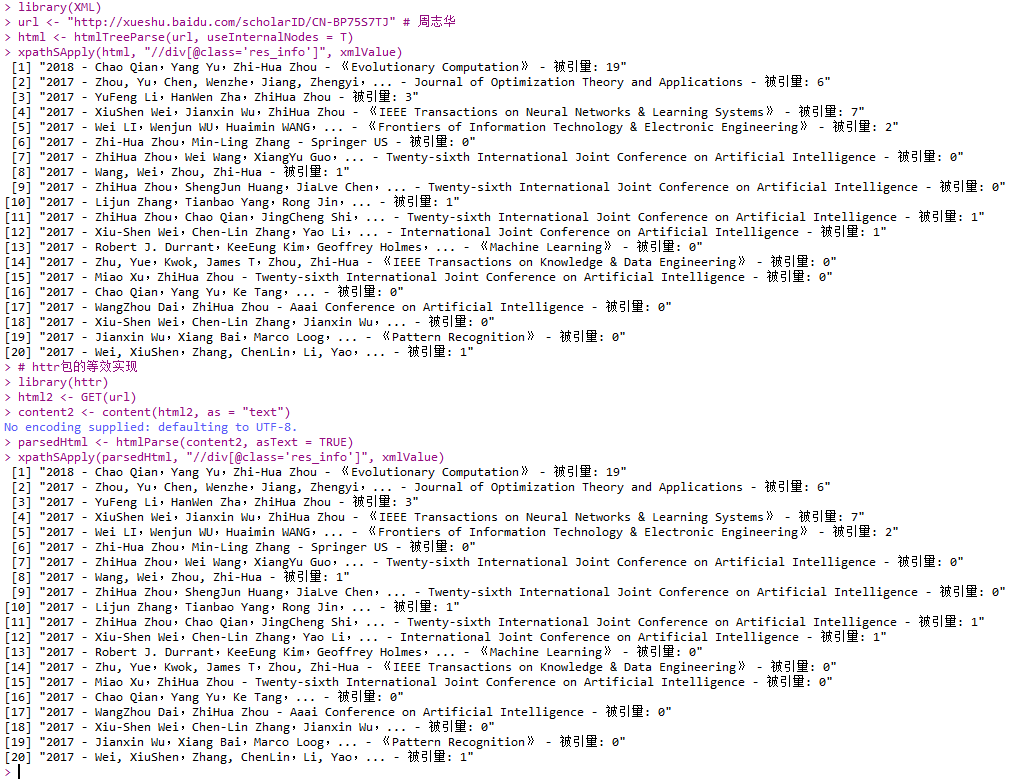 > library(XML)
> url <- "http://xueshu.baidu.com/scholarID/CN-BP75S7TJ" # 周志华
> html <- htmlTreeParse(url, useInternalNodes = T)
> xpathSApply(html, "//div[@class='res_info']", xmlValue)
 [1] "2018 - Chao Qian，Yang Yu，Zhi-Hua Zhou - 《Evolutionary Computation》 - 被引量: 19"
 [2] "2017 - Zhou, Yu，Chen, Wenzhe，Jiang, Zhengyi，... - Journal of Optimization Theory and Applications - 被引量: 6"
 [3] "2017 - YuFeng Li，HanWen Zha，ZhiHua Zhou - 被引量: 3"
 [4] "2017 - XiuShen Wei，Jianxin Wu，ZhiHua Zhou - 《IEEE Transactions on Neural Networks & Learning Systems》 - 被引量: 7"
 [5] "2017 - Wei LI，Wenjun WU，Huaimin WANG，... - 《Frontiers of Information Technology & Electronic Engineering》 - 被引量: 2"
 [6] "2017 - Zhi-Hua Zhou，Min-Ling Zhang - Springer US - 被引量: 0"
 [7] "2017 - ZhiHua Zhou，Wei Wang，XiangYu Guo，... - Twenty-sixth International Joint Conference on Artificial Intelligence - 被引量: 0"
 [8] "2017 - Wang, Wei，Zhou, Zhi-Hua - 被引量: 1"
 [9] "2017 - ZhiHua Zhou，ShengJun Huang，JiaLve Chen，... - Twenty-sixth International Joint Conference on Artificial Intelligence - 被引量: 0"
[10] "2017 - Lijun Zhang，Tianbao Yang，Rong Jin，... - 被引量: 1"
[11] "2017 - ZhiHua Zhou，Chao Qian，JingCheng Shi，... - Twenty-sixth International Joint Conference on Artificial Intelligence - 被引量: 1"
[12] "2017 - Xiu-Shen Wei，Chen-Lin Zhang，Yao Li，... - International Joint Conference on Artificial Intelligence - 被引量: 1"
[13] "2017 - Robert J. Durrant，KeeEung Kim，Geoffrey Holmes，... - 《Machine Learning》 - 被引量: 0"
[14] "2017 - Zhu, Yue，Kwok, James T，Zhou, Zhi-Hua - 《IEEE Transactions on Knowledge & Data Engineering》 - 被引量: 0"
[15] "2017 - Miao Xu，ZhiHua Zhou - Twenty-sixth International Joint Conference on Artificial Intelligence - 被引量: 0"
[16] "2017 - Chao Qian，Yang Yu，Ke Tang，... - 被引量: 0"
[17] "2017 - WangZhou Dai，ZhiHua Zhou - Aaai Conference on Artificial Intelligence - 被引量: 0"
[18] "2017 - Xiu-Shen Wei，Chen-Lin Zhang，Jianxin Wu，... - 被引量: 0"
[19] "2017 - Jianxin Wu，Xiang Bai，Marco Loog，... - 《Pattern Recognition》 - 被引量: 0"
[20] "2017 - Wei, XiuShen，Zhang, ChenLin，Li, Yao，... - 被引量: 1"
> # httr包的等效实现
> library(httr)
> html2 <- GET(url)
> content2 <- content(html2, as = "text")
No encoding supplied: defaulting to UTF-8.
> parsedHtml <- htmlParse(content2, asText = TRUE)
> xpathSApply(parsedHtml, "//div[@class='res_info']", xmlValue)
 [1] "2018 - Chao Qian，Yang Yu，Zhi-Hua Zhou - 《Evolutionary Computation》 - 被引量: 19"
 [2] "2017 - Zhou, Yu，Chen, Wenzhe，Jiang, Zhengyi，... - Journal of Optimization Theory and Applications - 被引量: 6"
 [3] "2017 - YuFeng Li，HanWen Zha，ZhiHua Zhou - 被引量: 3"
 [4] "2017 - XiuShen Wei，Jianxin Wu，ZhiHua Zhou - 《IEEE Transactions on Neural Networks & Learning Systems》 - 被引量: 7"
 [5] "2017 - Wei LI，Wenjun WU，Huaimin WANG，... - 《Frontiers of Information Technology & Electronic Engineering》 - 被引量: 2"
 [6] "2017 - Zhi-Hua Zhou，Min-Ling Zhang - Springer US - 被引量: 0"
 [7] "2017 - ZhiHua Zhou，Wei Wang，XiangYu Guo，... - Twenty-sixth International Joint Conference on Artificial Intelligence - 被引量: 0"
 [8] "2017 - Wang, Wei，Zhou, Zhi-Hua - 被引量: 1"
 [9] "2017 - ZhiHua Zhou，ShengJun Huang，JiaLve Chen，... - Twenty-sixth International Joint Conference on Artificial Intelligence - 被引量: 0"
[10] "2017 - Lijun Zhang，Tianbao Yang，Rong Jin，... - 被引量: 1"
[11] "2017 - ZhiHua Zhou，Chao Qian，JingCheng Shi，... - Twenty-sixth International Joint Conference on Artificial Intelligence - 被引量: 1"
[12] "2017 - Xiu-Shen Wei，Chen-Lin Zhang，Yao Li，... - International Joint Conference on Artificial Intelligence - 被引量: 1"
[13] "2017 - Robert J. Durrant，KeeEung Kim，Geoffrey Holmes，... - 《Machine Learning》 - 被引量: 0"
[14] "2017 - Zhu, Yue，Kwok, James T，Zhou, Zhi-Hua - 《IEEE Transactions on Knowledge & Data Engineering》 - 被引量: 0"
[15] "2017 - Miao Xu，ZhiHua Zhou - Twenty-sixth International Joint Conference on Artificial Intelligence - 被引量: 0"
[16] "2017 - Chao Qian，Yang Yu，Ke Tang，... - 被引量: 0"
[17] "2017 - WangZhou Dai，ZhiHua Zhou - Aaai Conference on Artificial Intelligence - 被引量: 0"
[18] "2017 - Xiu-Shen Wei，Chen-Lin Zhang，Jianxin Wu，... - 被引量: 0"
[19] "2017 - Jianxin Wu，Xiang Bai，Marco Loog，... - 《Pattern Recognition》 - 被引量: 0"
[20] "2017 - Wei, XiuShen，Zhang, ChenLin，Li, Yao，... - 被引量: 1"
>